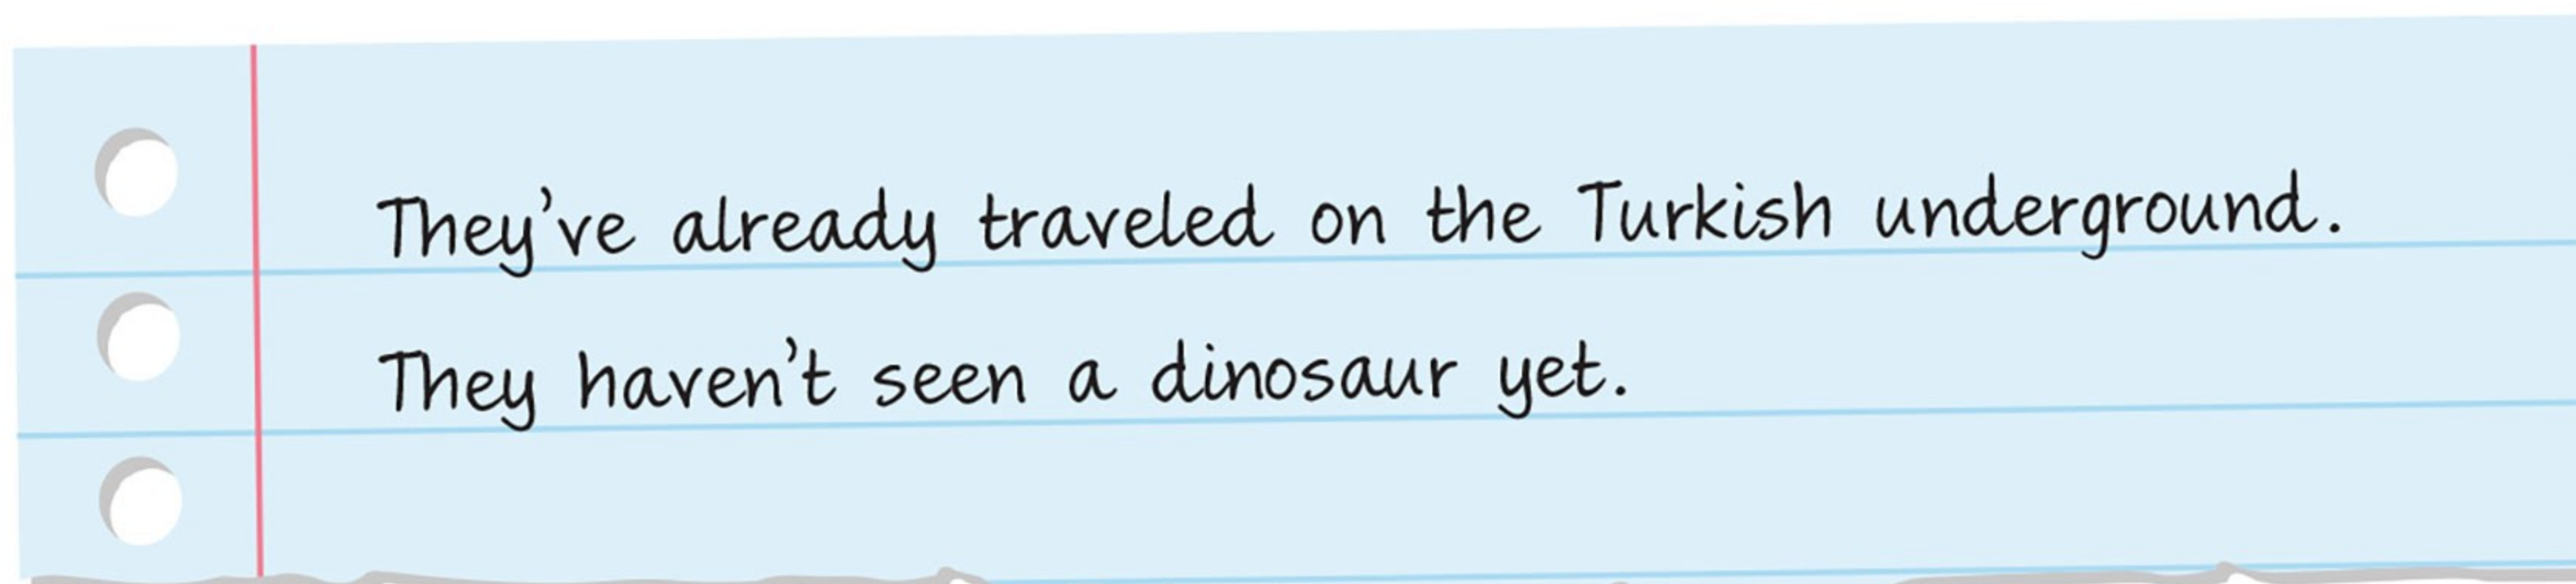 They've already traveled on the Turkish underground.
They haven't seen a dinosaur yet.